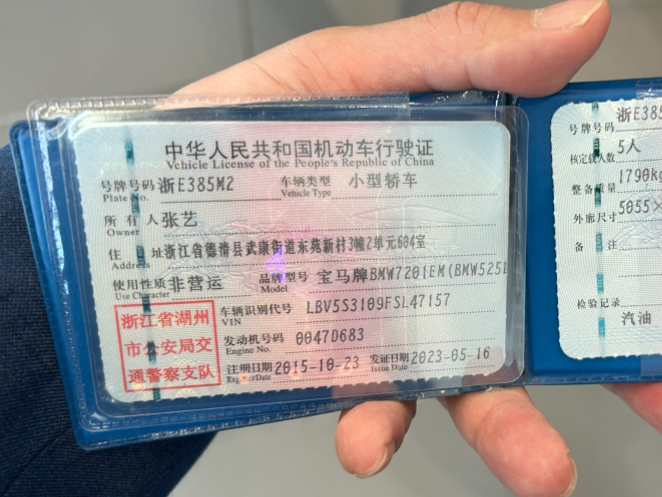 中华人民共和国机动车行驶证
Vehicle License of the People's Republic of China
号牌号码 浙E385M2 车辆类型 小型轿车
Plate No. Vehicle Type
所有人 张艺
Owner
住址 浙江省德清县武康街道东苑新村3幢2单元604室
Address
使用性质 非营运 品牌型号 宝马牌BMW7201EM(BMW525L
Use Character Model
浙江省湖州
市公安局交
通警察支队
车辆识别代号 LBV5S3109FSL47157
VIN
发动机号码 0047D683
Engine No.
注册日期 2015-10-23 发证日期 2023-05-16
Register Date Issue Date
号牌号码 浙E385
核定载人数 5人
整备质量 1790kg
外廓尺寸 5055×
备注
检验记录
汽油